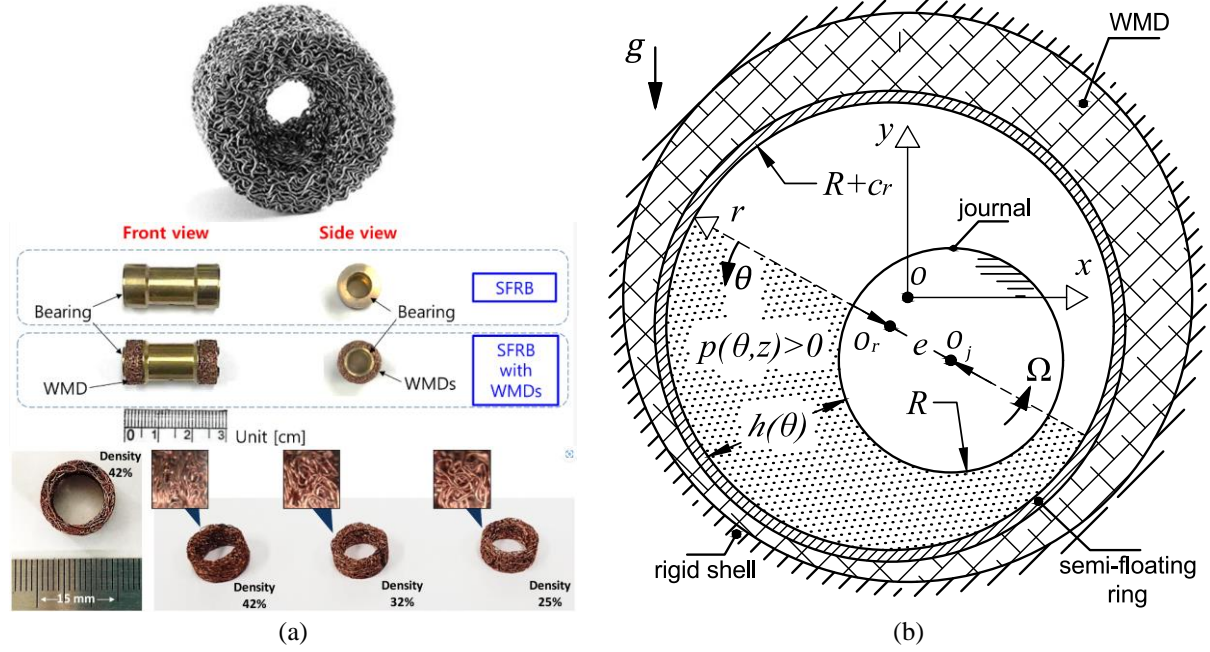 Front view
Side view
Bearing
Bearing
SFRB
WMD
WMDs
SFRB
with
WMDs
0 1 2 3 Unit [cm]
Density
42%
15 mm
Density
42%
Density
32%
Density
25%
(a)
g
WMD
y
R+cr
r
journal
θ
o
x
p(θ,z)>0
or
e
oj
Ω
h(θ)
R
rigid shell
semi-floating
ring
(b)